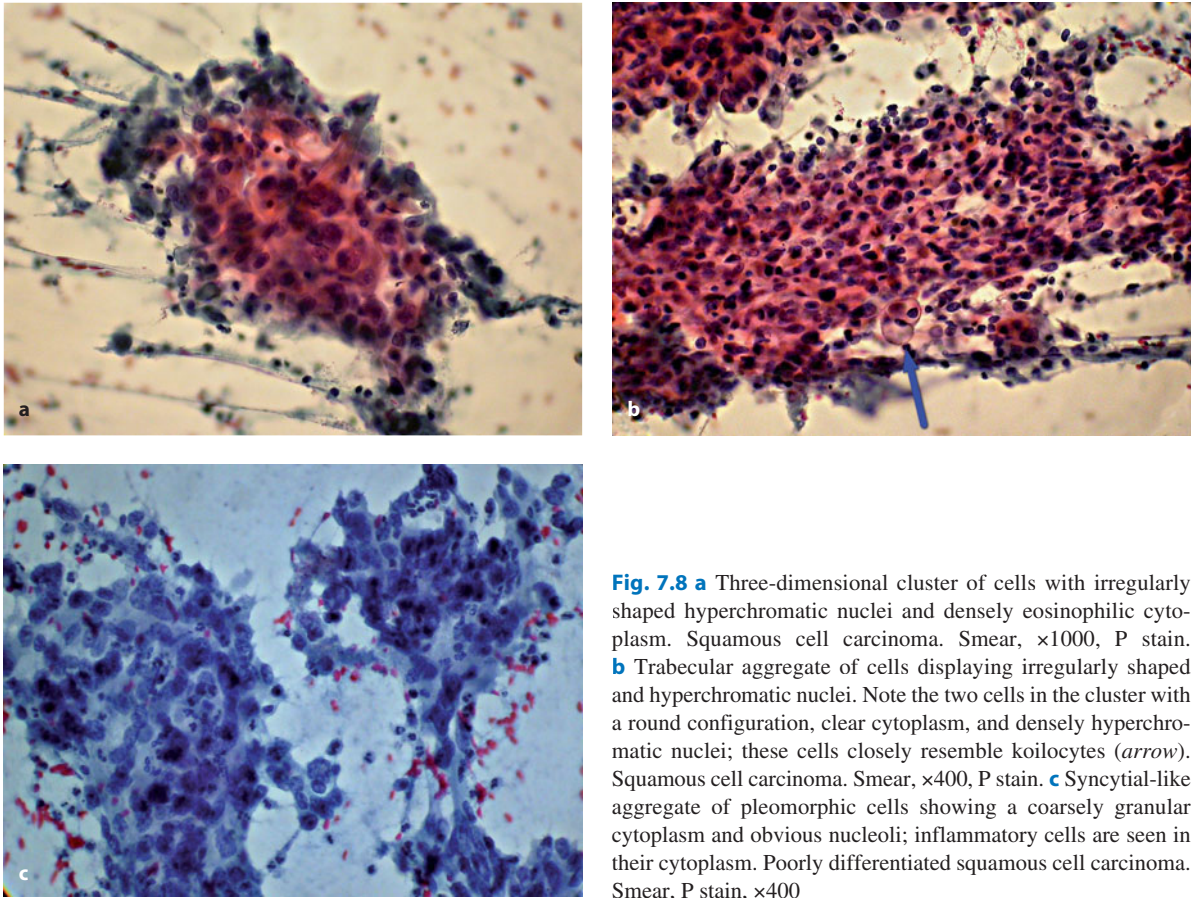 a
b
c
Fig. 7.8 a Three-dimensional cluster of cells with irregularly
shaped hyperchromatic nuclei and densely eosinophilic cyto-
plasm. Squamous cell carcinoma. Smear, ×1000, P stain.
b Trabecular aggregate of cells displaying irregularly shaped
and hyperchromatic nuclei. Note the two cells in the cluster with
a round configuration, clear cytoplasm, and densely hyperchro-
matic nuclei; these cells closely resemble koilocytes (arrow).
Squamous cell carcinoma. Smear, ×400, P stain. c Syncytial-like
aggregate of pleomorphic cells showing a coarsely granular
cytoplasm and obvious nucleoli; inflammatory cells are seen in
their cytoplasm. Poorly differentiated squamous cell carcinoma.
Smear, P stain, ×400